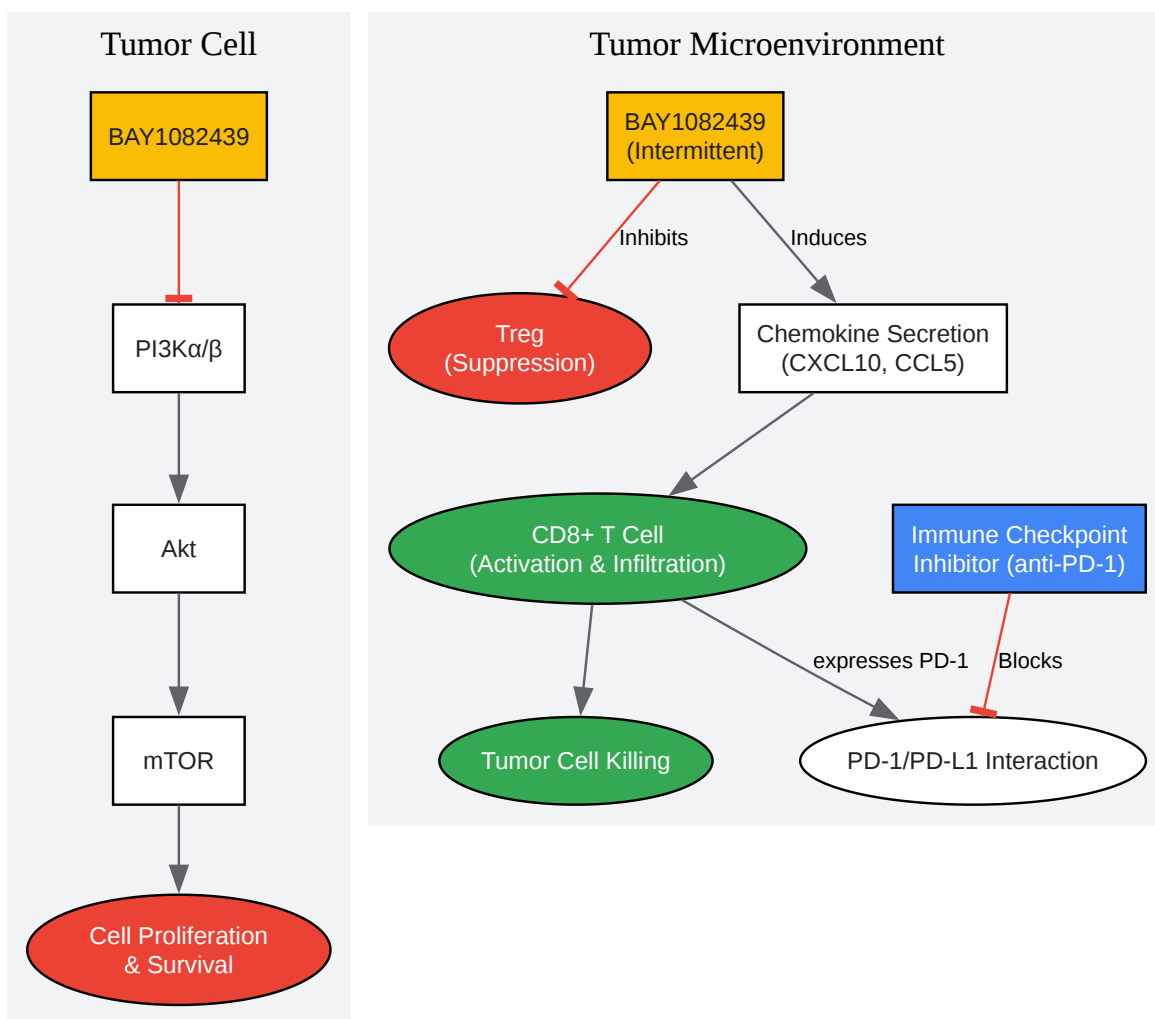 Tumor Cell
BAY1082439
PI3Kα/β
Akt
mTOR
Cell Proliferation
& Survival
Tumor Microenvironment
BAY1082439
(Intermittent)
Inhibits
Induces
Treg
(Suppression)
Chemokine Secretion
(CXCL10, CCL5)
CD8+ T Cell
(Activation & Infiltration)
Immune Checkpoint
Inhibitor (anti-PD-1)
expresses PD-1
Blocks
Tumor Cell Killing
PD-1/PD-L1 Interaction